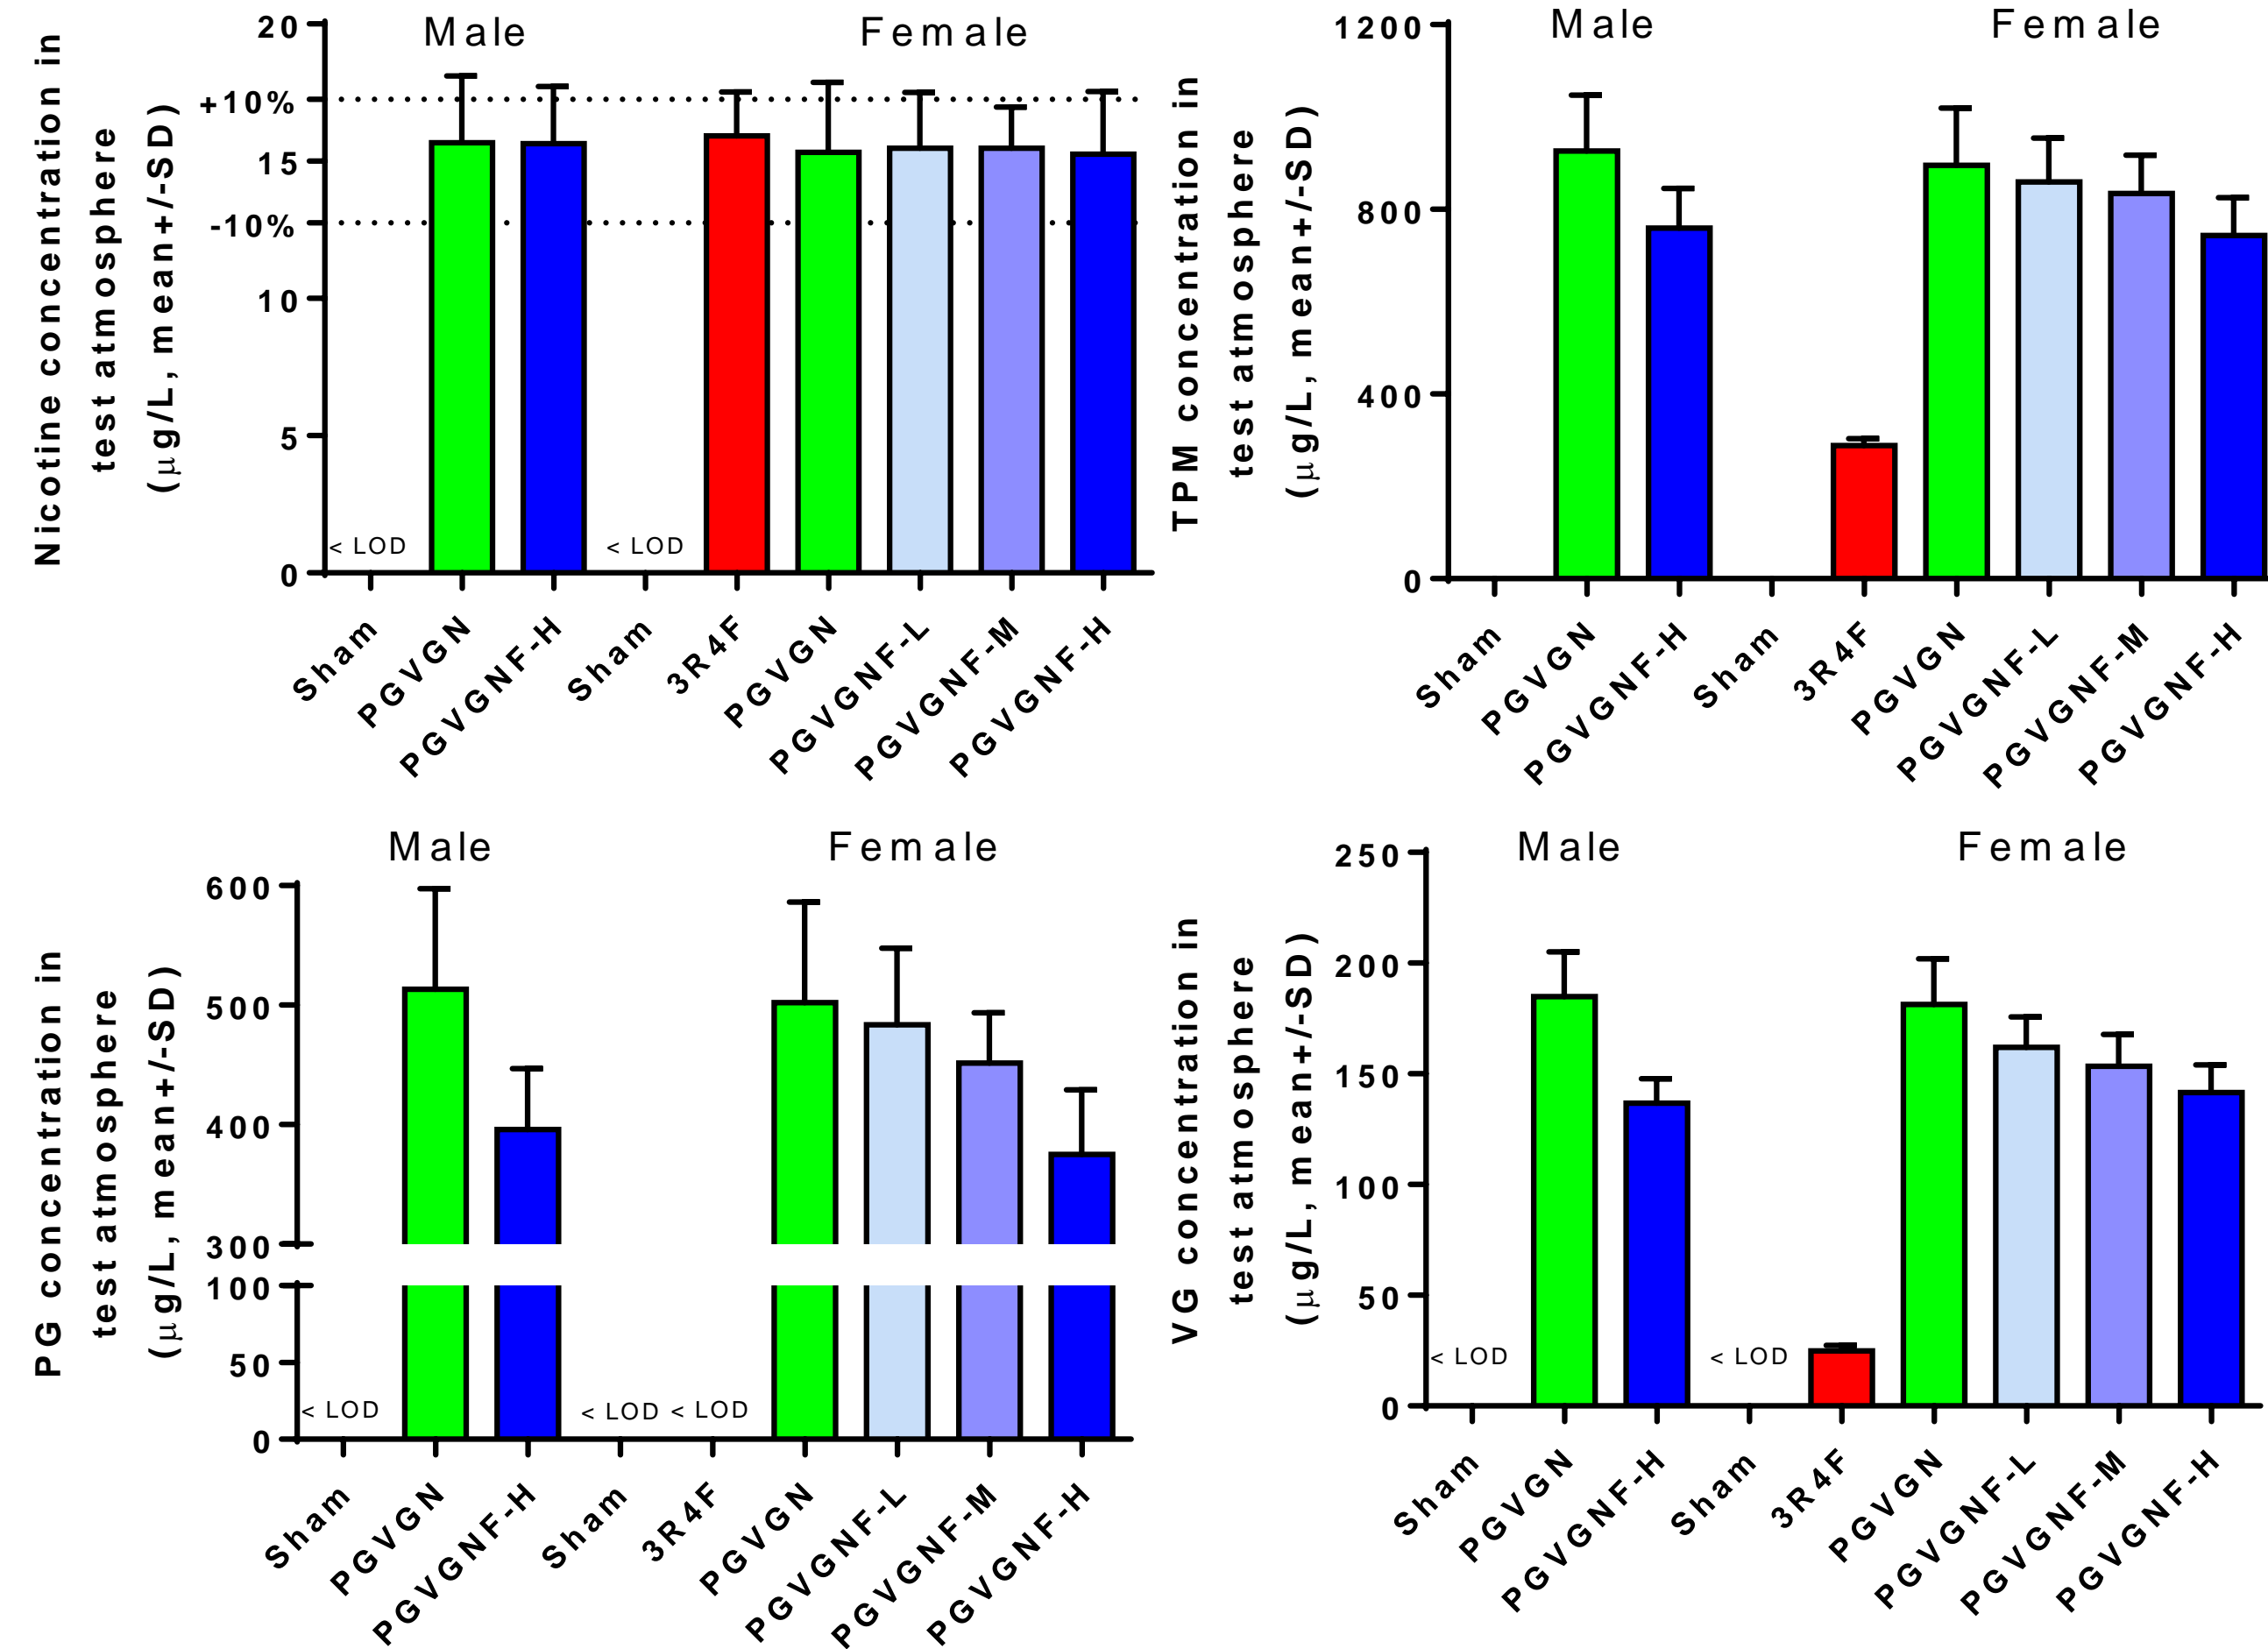 Nicotine concentration in
test atmosphere
(µg/L, mean+/-SD)
Male
Female
20
+10%
15
-10%
10
5
0
< LOD
< LOD
Sham
PGVGN
PGVGNF-H
Sham
3R4F
PGVGN
PGVGNF-L
PGVGNF-M
PGVGNF-H
TPM concentration in
test atmosphere
(µg/L, mean+/-SD)
Male
Female
1200
800
400
0
Sham
PGVGN
PGVGNF-H
Sham
3R4F
PGVGN
PGVGNF-L
PGVGNF-M
PGVGNF-H
PG concentration in
test atmosphere
(µg/L, mean+/-SD)
Male
Female
600
500
400
300
100
50
0
< LOD
< LOD
< LOD
Sham
PGVGN
PGVGNF-H
Sham
3R4F
PGVGN
PGVGNF-L
PGVGNF-M
PGVGNF-H
VG concentration in
test atmosphere
(µg/L, mean+/-SD)
Male
Female
250
200
150
100
50
0
< LOD
< LOD
Sham
PGVGN
PGVGNF-H
Sham
3R4F
PGVGN
PGVGNF-L
PGVGNF-M
PGVGNF-H